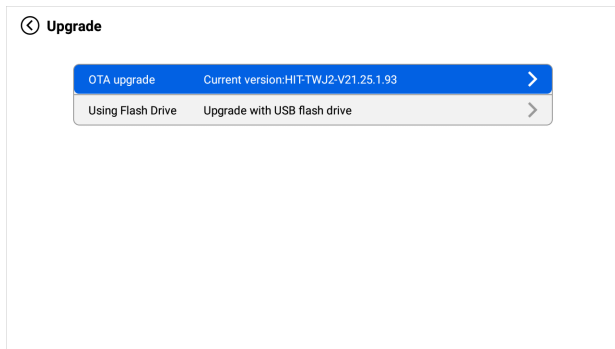 Upgrade
OTA upgrade Current version:HIT-TWJ2-V21.25.1.93
Using Flash Drive Upgrade with USB flash drive